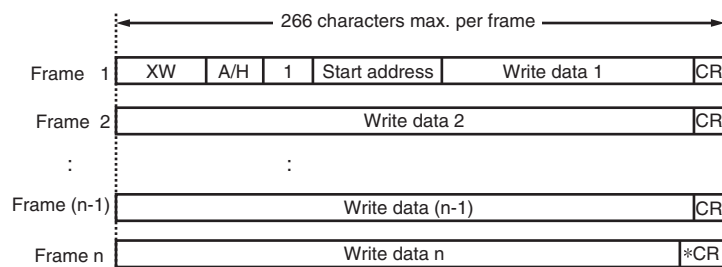 266 characters max. per frame
Frame 1 XW A/H 1 Start address Write data 1 CR
Frame 2 Write data 2 CR
: :
Frame (n-1) Write data (n-1) CR
Frame n Write data n *CR